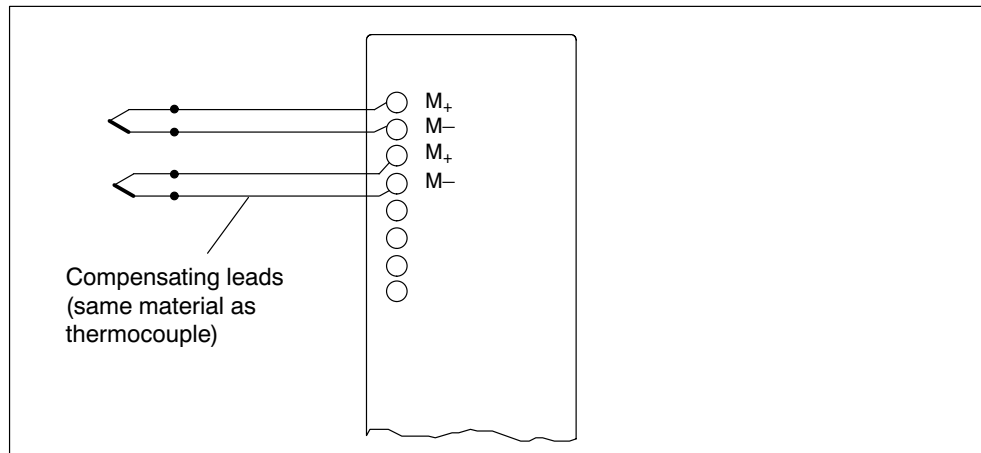 M+
M–
M+
M–
Compensating leads
(same material as
thermocouple)